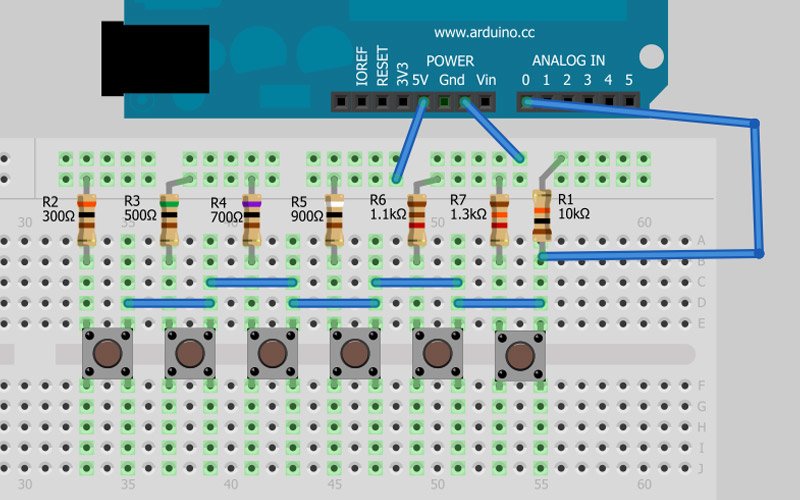 www.arduino.cc
POWER
ANALOG IN
IOREF RESET 3V3 5V Gnd Vin 0 1 2 3 4 5
R2 R3 R4 R5 R6 R7 R1
300Ω 500Ω 700Ω 900Ω 1.1kΩ 1.3kΩ 10kΩ
30 35 40 45 50 55 60
A
B
C
D
E
F
G
H
I
J
30 35 40 45 50 55 60